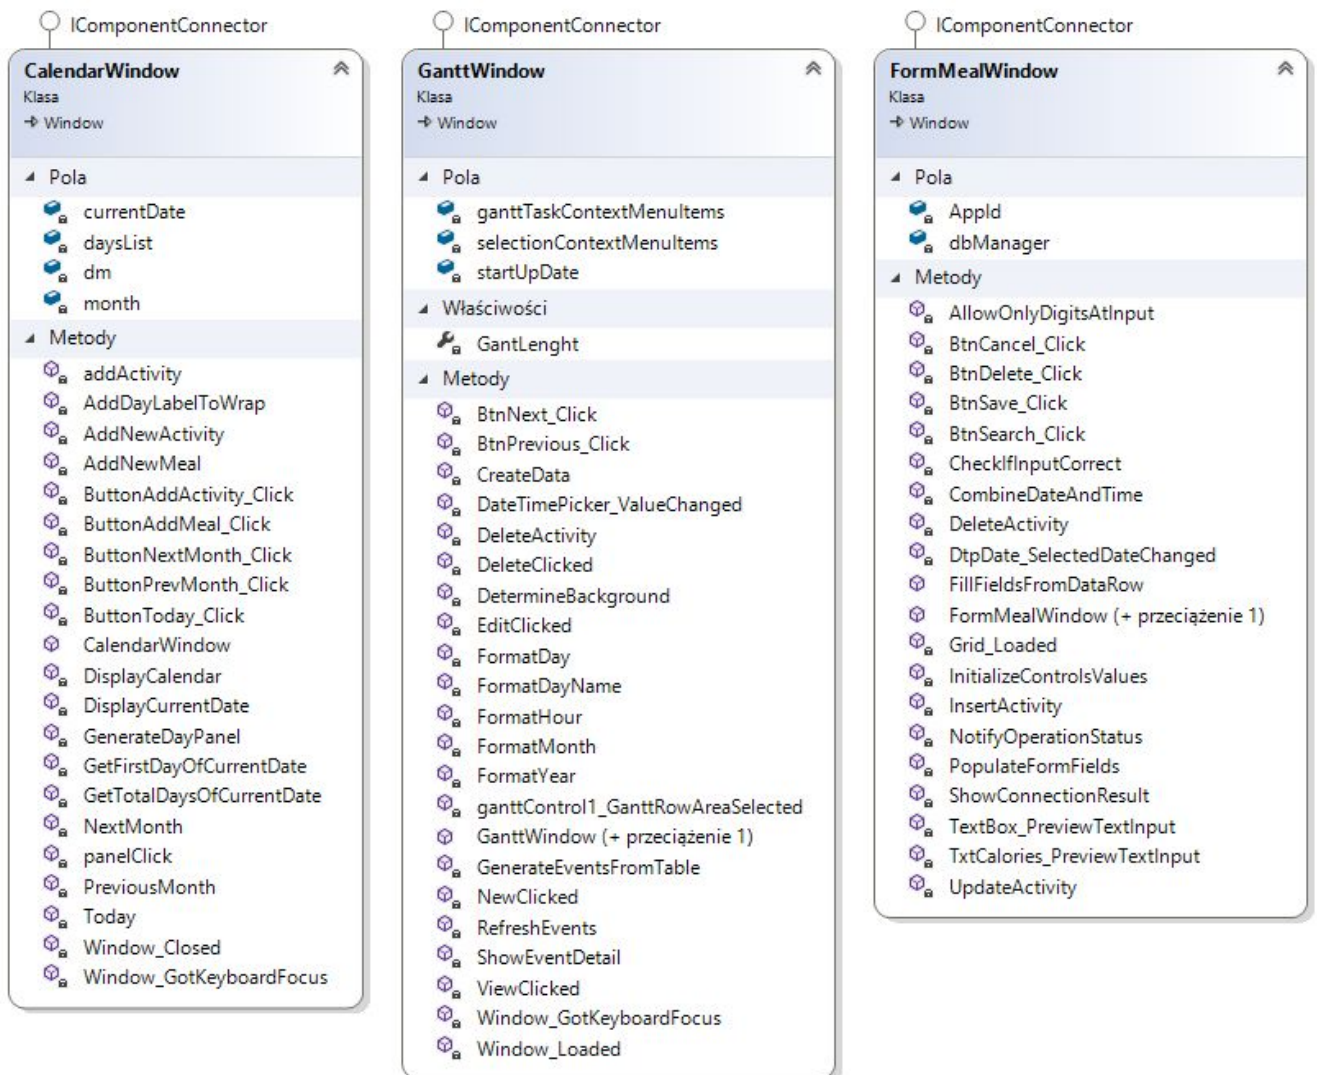 IComponentConnector
CalendarWindow
Klasa
Window
Pola
currentDate
daysList
dm
month
Metody
addActivity
AddDayLabelToWrap
AddNewActivity
AddNewMeal
ButtonAddActivity_Click
ButtonAddMeal_Click
ButtonNextMonth_Click
ButtonPrevMonth_Click
ButtonToday_Click
CalendarWindow
DisplayCalendar
DisplayCurrentDate
GenerateDayPanel
GetFirstDayOfCurrentDate
GetTotalDaysOfCurrentDate
NextMonth
panelClick
PreviousMonth
Today
Window_Closed
Window_GotKeyboardFocus
IComponentConnector
GanttWindow
Klasa
Window
Pola
ganttTaskContextMenuItems
selectionContextMenuItems
startUpDate
Właściwości
GantLenght
Metody
BtnNext_Click
BtnPrevious_Click
CreateData
DateTimePicker_ValueChanged
DeleteActivity
DeleteClicked
DetermineBackground
EditClicked
FormatDay
FormatDayName
FormatHour
FormatMonth
FormatYear
ganttControl1_GanttRowAreaSelected
GanttWindow (+ przeciążenie 1)
GenerateEventsFromTable
NewClicked
RefreshEvents
ShowEventDetail
ViewClicked
Window_GotKeyboardFocus
Window_Loaded
IComponentConnector
FormMealWindow
Klasa
Window
Pola
AppId
dbManager
Metody
AllowOnlyDigitsAtInput
BtnCancel_Click
BtnDelete_Click
BtnSave_Click
BtnSearch_Click
CheckIfInputCorrect
CombineDateAndTime
DeleteActivity
DtpDate_SelectedDateChanged
FillFieldsFromDataRow
FormMealWindow (+ przeciążenie 1)
Grid_Loaded
InitializeControlsValues
InsertActivity
NotifyOperationStatus
PopulateFormFields
ShowConnectionResult
TextBox_PreviewTextInput
TxtCalories_PreviewTextInput
UpdateActivity